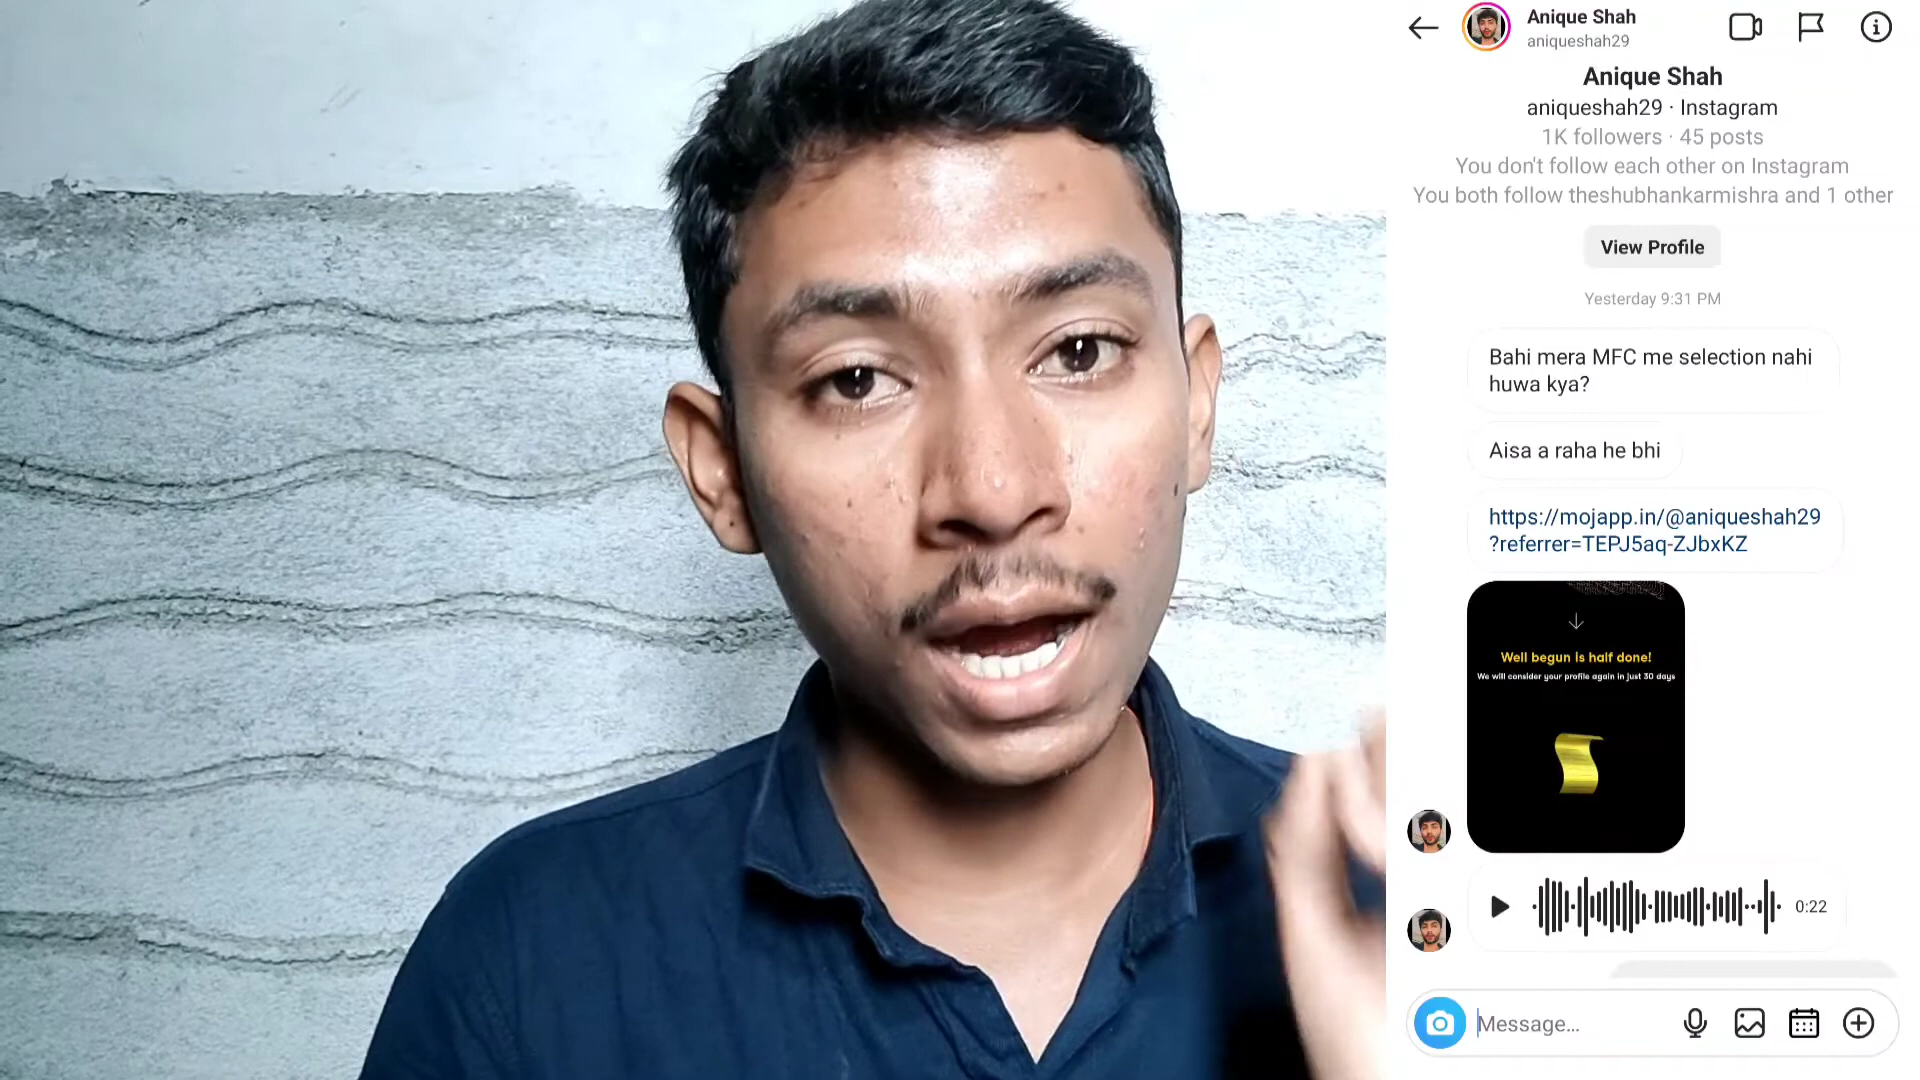 Anique Shah
aniqueshah29
Anique Shah
aniqueshah29 · Instagram
1K followers · 45 posts
You don't follow each other on Instagram
You both follow theshubhankarmishra and 1 other
View Profile
Yesterday 9:31 PM
Bahi mera MFC me selection nahi
huwa kya?
Aisa a raha he bhi
https://mojapp.in/@aniqueshah29
?referrer=TEPJ5aq-ZJbxKZ
Well begun is half done!
We will consider your profile again in just 30 days
0:22
Message...